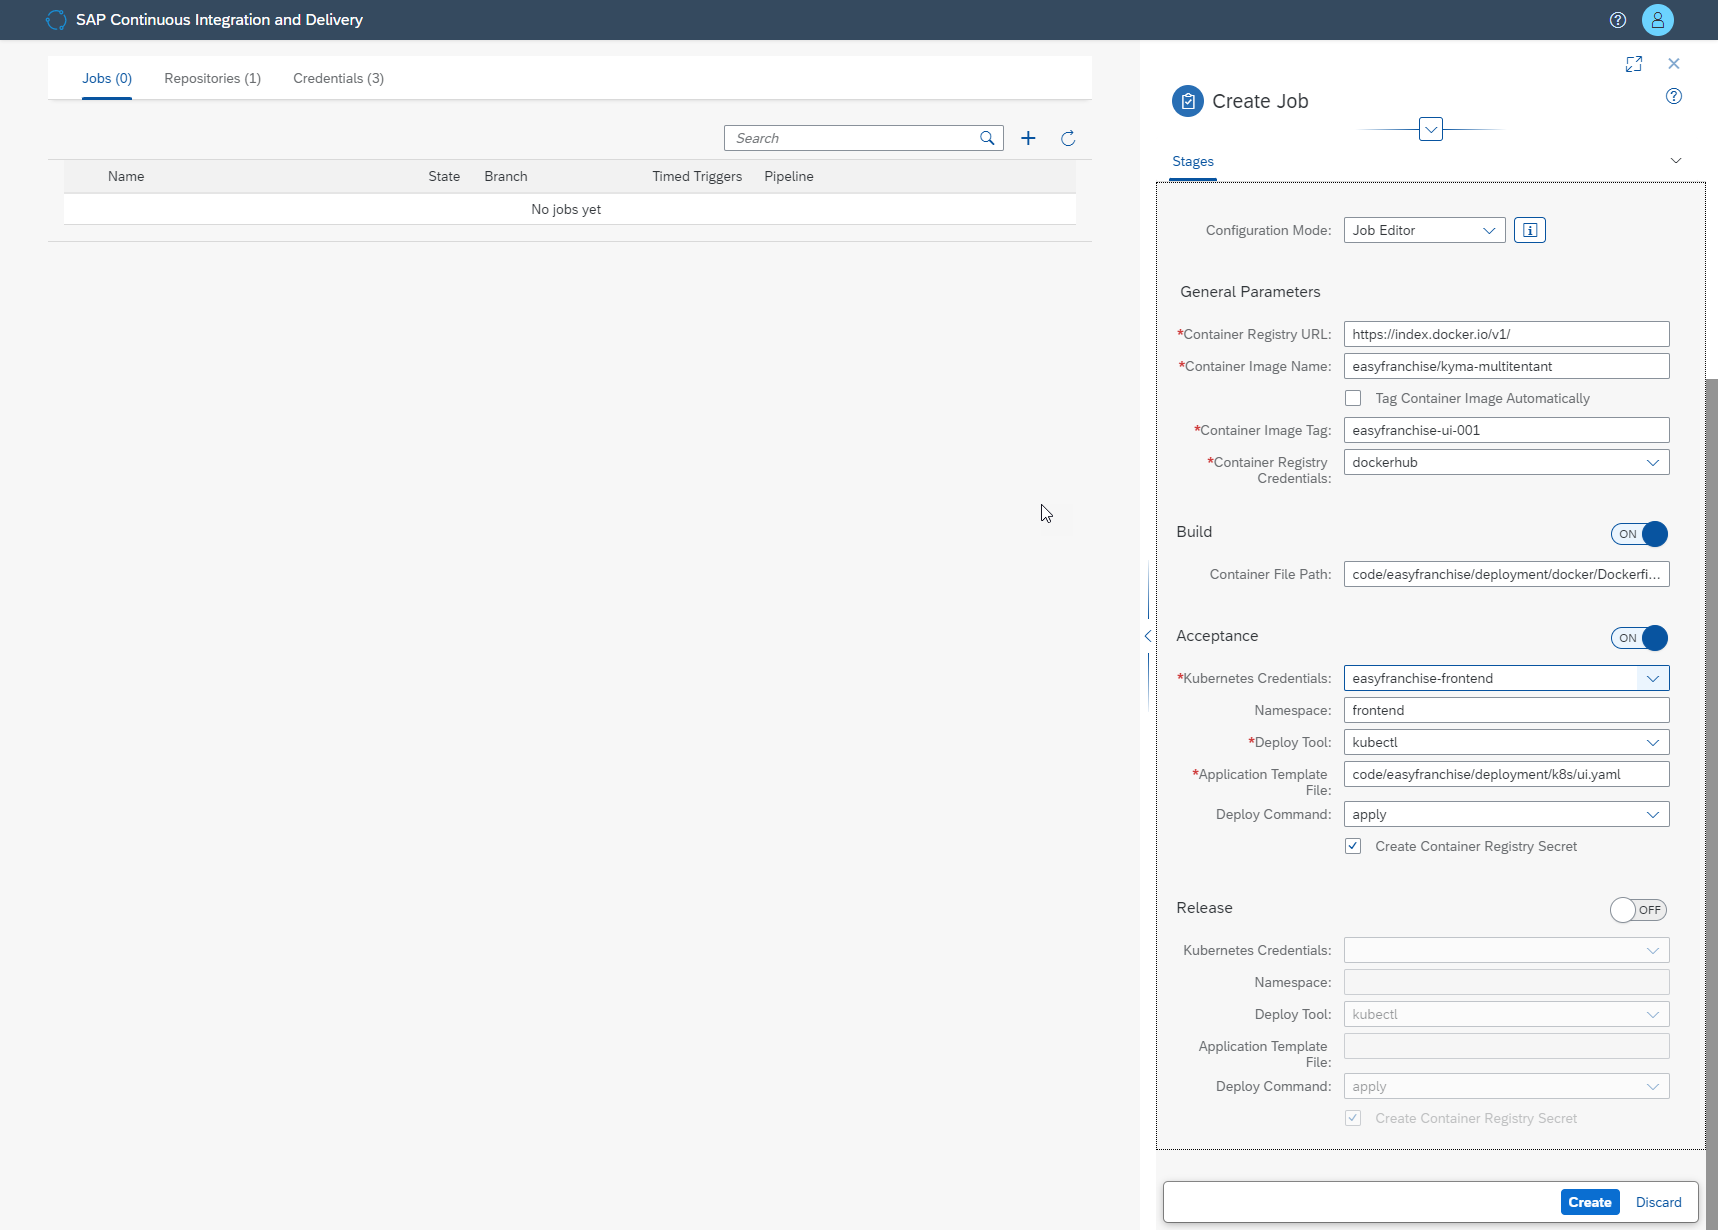 SAP Continuous Integration and Delivery
Jobs (0) Repositories (1) Credentials (3)
Search
Name State Branch Timed Triggers Pipeline
No jobs yet
Create Job
Stages
Configuration Mode: Job Editor
General Parameters
*Container Registry URL: https://index.docker.io/v1/
*Container Image Name: easyfranchise/kyma-multitentant
Tag Container Image Automatically
*Container Image Tag: easyfranchise-ui-001
*Container Registry dockerhub
Credentials:
Build ON
Container File Path: code/easyfranchise/deployment/docker/Dockerfi...
Acceptance ON
*Kubernetes Credentials: easyfranchise-frontend
Namespace: frontend
*Deploy Tool: kubectl
*Application Template code/easyfranchise/deployment/k8s/ui.yaml
File:
Deploy Command: apply
Create Container Registry Secret
Release OFF
Kubernetes Credentials:
Namespace:
Deploy Tool: kubectl
Application Template
File:
Deploy Command: apply
Create Container Registry Secret
Create Discard